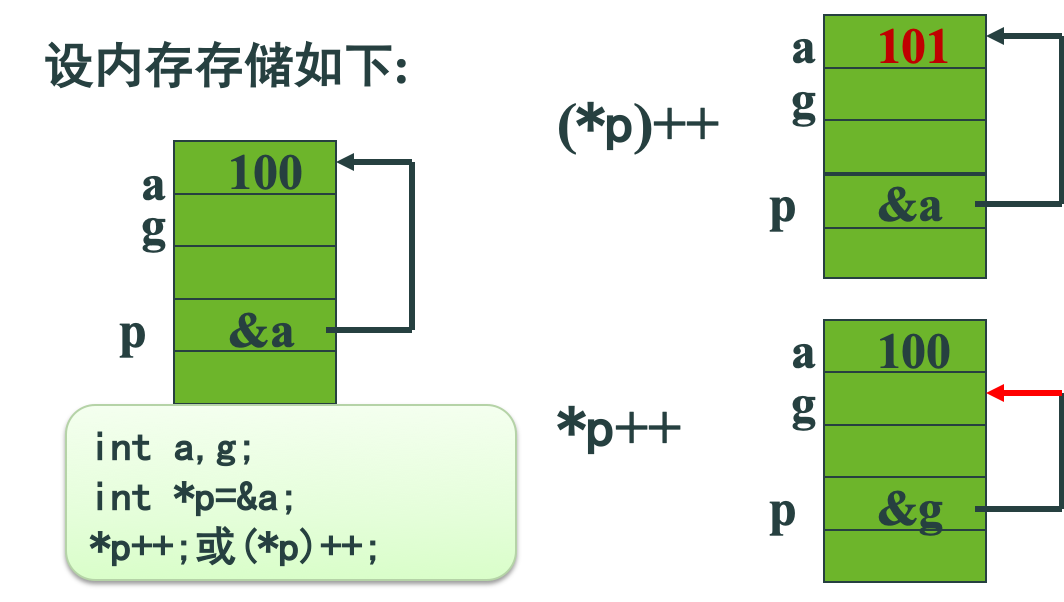 设内存存储如下:
a 100
g
p &a
int a,g;
int *p=&a;
*p++;或(*p)++;
(*p)++
a 101
g
p &a
*p++
a 100
g
p &g